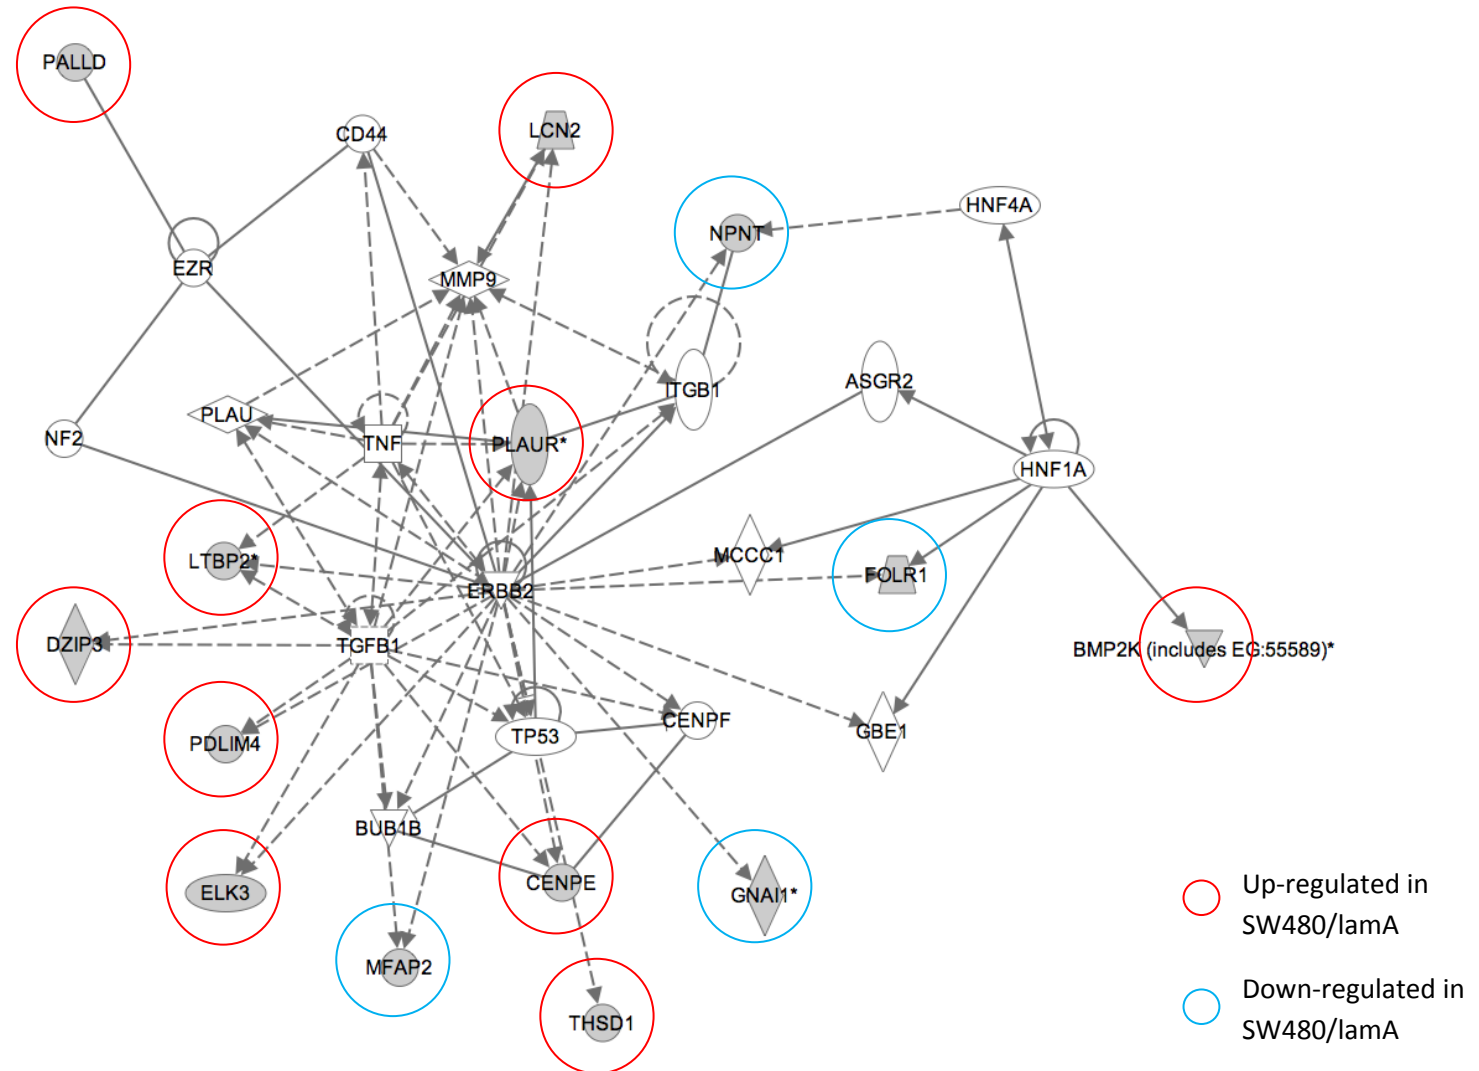 PALLD
CD44
LCN2
NPNT
HNF4A
EZR
MMP9
ITGB1
ASGR2
PLAU
NF2
TNF
PLAUR*
HNF1A
LTBP2*
MCCC1
FOLR1
ERBB2
DZIP3
TGFB1
BMP2K (includes EG:55589)*
PDLIM4
TP53
CENPF
GBE1
BUB1B
ELK3
CENPE
GNAI1*
MFAP2
THSD1
Up-regulated in
SW480/lamA
Down-regulated in
SW480/lamA